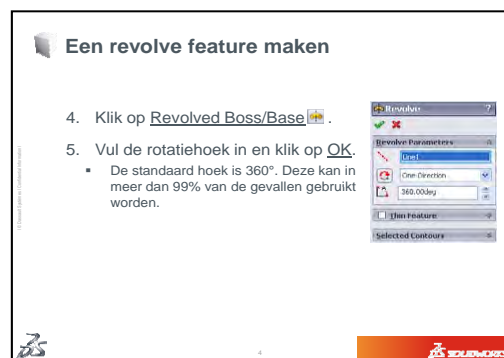 Een revolve feature maken
4. Klik op Revolved Boss/Base .
5. Vul de rotatiehoek in en klik op OK.
▪ De standaard hoek is 360°. Deze kan in
meer dan 99% van de gevallen gebruikt
worden.
Revolve ?
Revolve Parameters
Line1
One-Direction
360.00deg
Thin Feature
Selected Contours
4
SOLIDWORKS